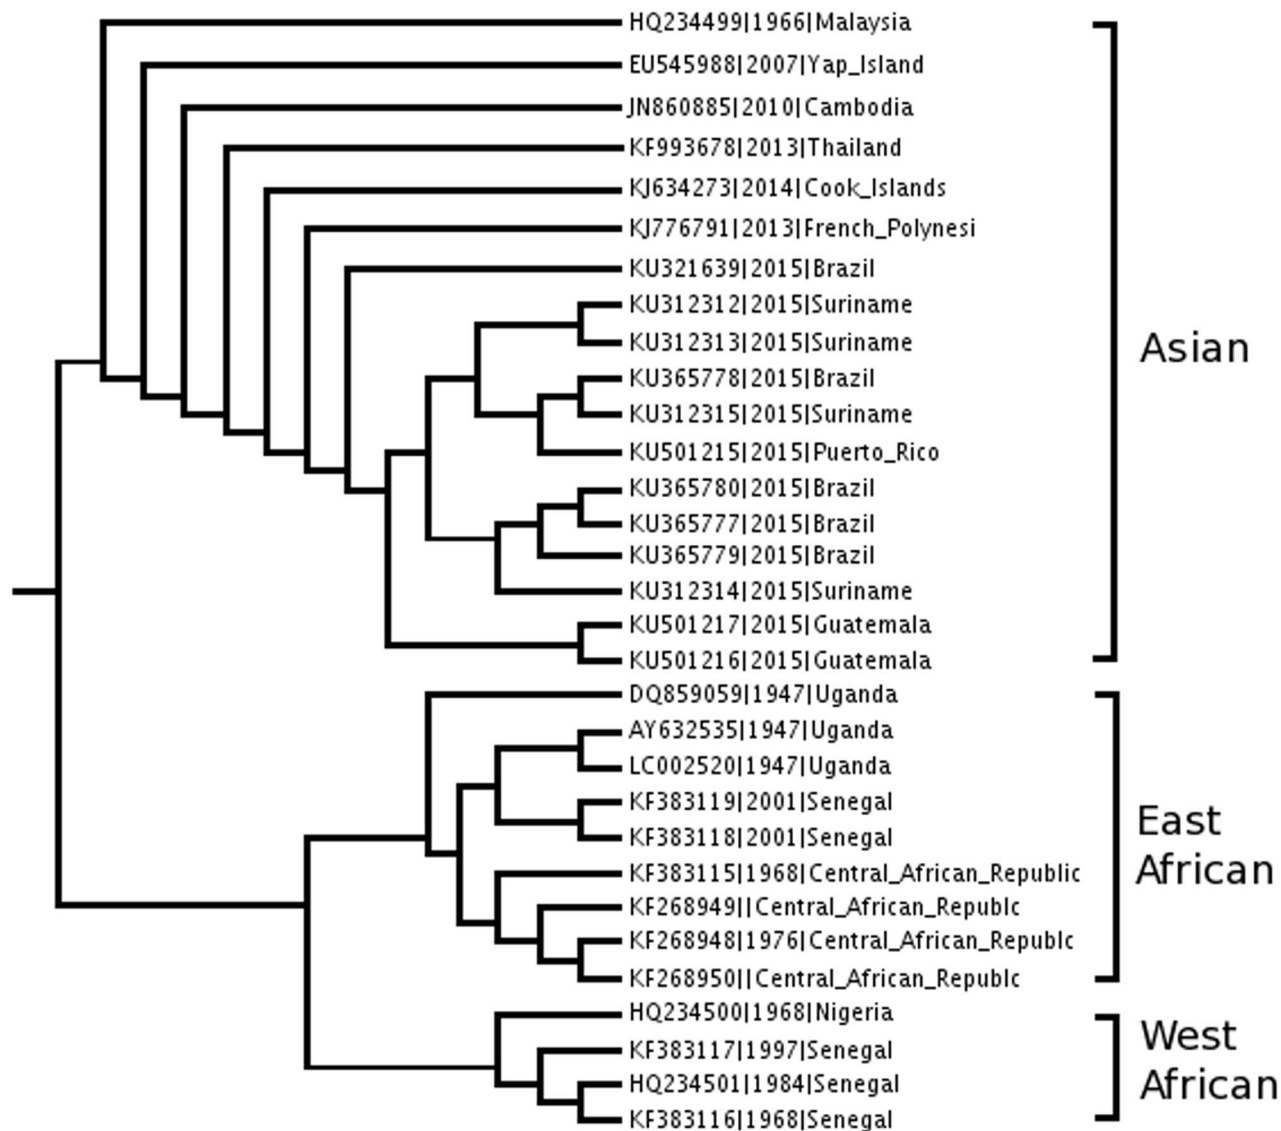 HQ234499|1966|Malaysia
EU545988|2007|Yap_Island
JN860885|2010|Cambodia
KF993678|2013|Thailand
KJ634273|2014|Cook_Islands
KJ776791|2013|French_Polynesi
KU321639|2015|Brazil
KU312312|2015|Suriname
KU312313|2015|Suriname
KU365778|2015|Brazil
KU312315|2015|Suriname
KU501215|2015|Puerto_Rico
KU365780|2015|Brazil
KU365777|2015|Brazil
KU365779|2015|Brazil
KU312314|2015|Suriname
KU501217|2015|Guatemala
KU501216|2015|Guatemala
Asian
DQ859059|1947|Uganda
AY632535|1947|Uganda
LC002520|1947|Uganda
KF383119|2001|Senegal
KF383118|2001|Senegal
KF383115|1968|Central_African_Republic
KF268949||Central_African_Republc
KF268948|1976|Central_African_Republc
KF268950||Central_African_Republc
East
African
HQ234500|1968|Nigeria
KF383117|1997|Senegal
HQ234501|1984|Senegal
KF383116|1968|Senegal
West
African